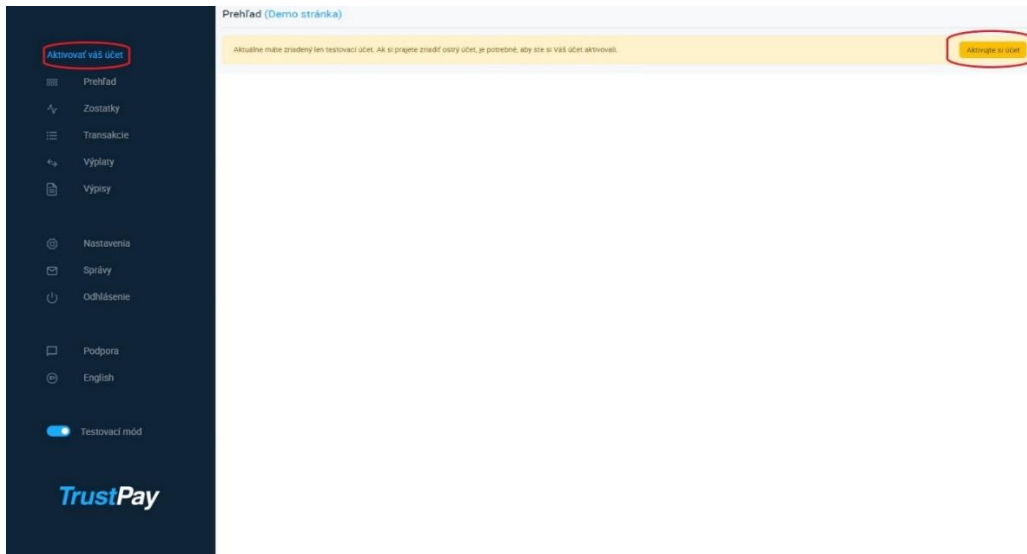 Prehľad (Demo stránka)
Aktivovať váš účet
Aktuálne máte zriadený len testovací účet. Ak si prajete zriadiť ostrý účet, je potrebné, aby ste si Váš účet aktivovali.
Aktivujte si účet
Prehľad
Zostatky
Transakcie
Výplaty
Výpisy
Nastavenia
Správy
Odhlásenie
Podpora
English
Testovací mód
TrustPay